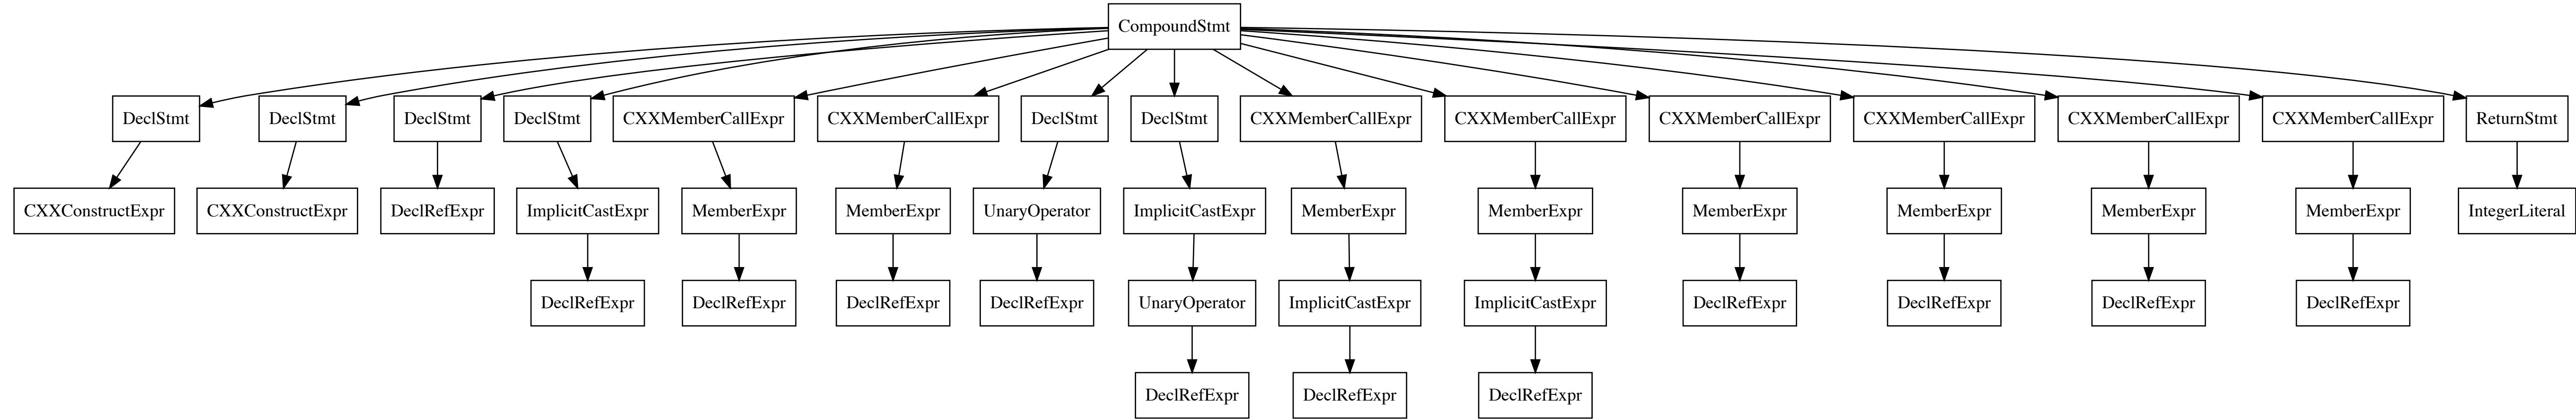 CompoundStmt
DeclStmt DeclStmt DeclStmt DeclStmt CXXMemberCallExpr CXXMemberCallExpr DeclStmt DeclStmt CXXMemberCallExpr CXXMemberCallExpr CXXMemberCallExpr CXXMemberCallExpr CXXMemberCallExpr CXXMemberCallExpr ReturnStmt
CXXConstructExpr CXXConstructExpr DeclRefExpr ImplicitCastExpr MemberExpr MemberExpr UnaryOperator ImplicitCastExpr MemberExpr MemberExpr MemberExpr MemberExpr MemberExpr MemberExpr IntegerLiteral
DeclRefExpr DeclRefExpr DeclRefExpr DeclRefExpr UnaryOperator ImplicitCastExpr ImplicitCastExpr DeclRefExpr DeclRefExpr DeclRefExpr DeclRefExpr
DeclRefExpr DeclRefExpr DeclRefExpr